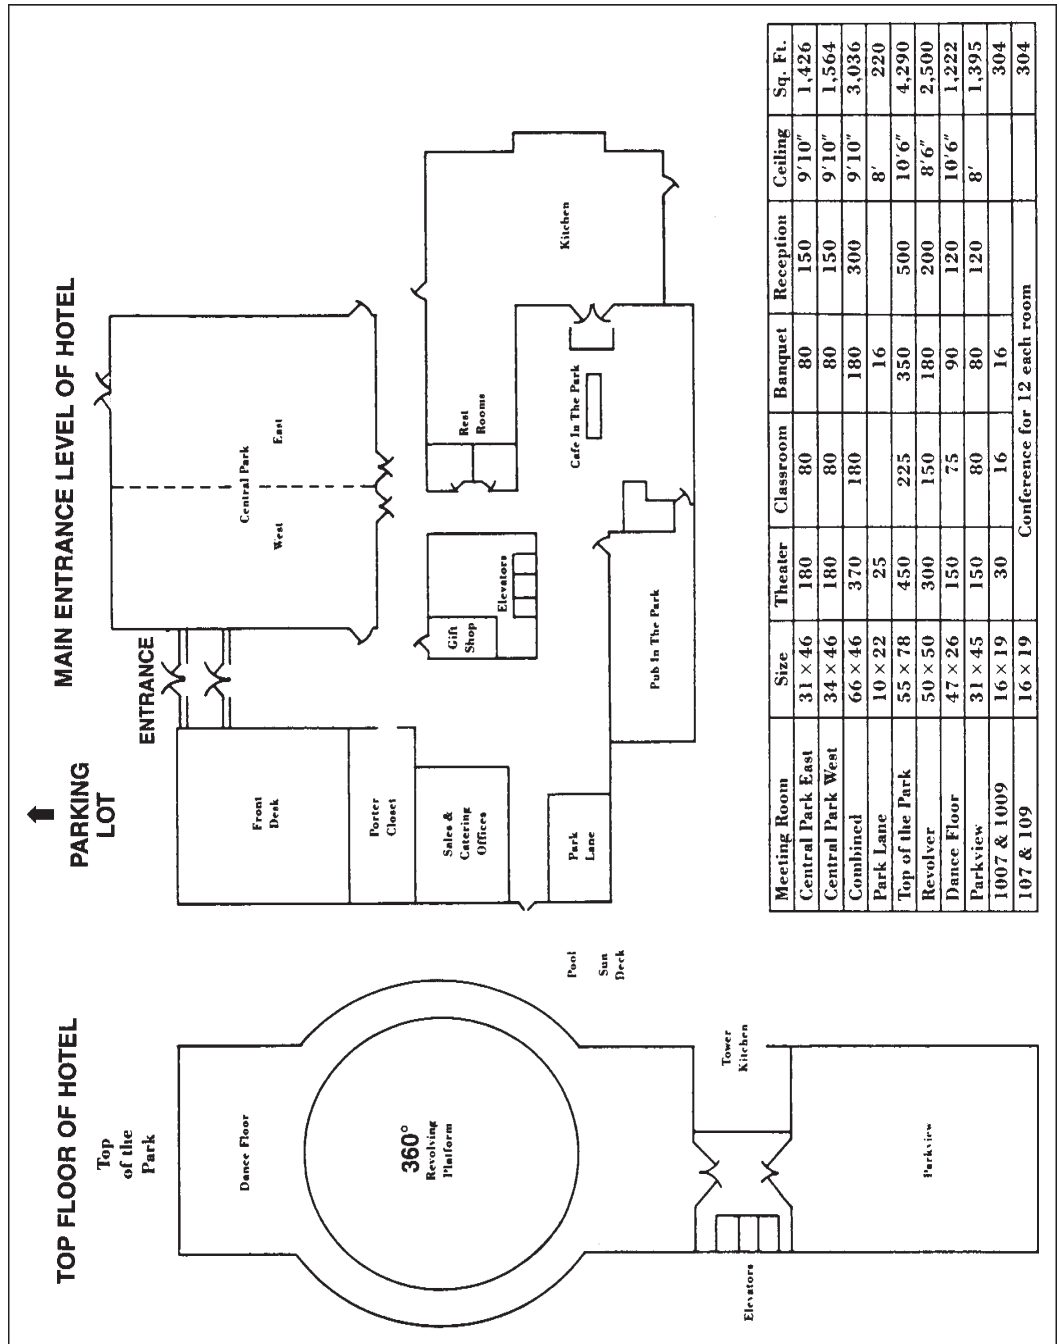 MAIN ENTRANCE LEVEL OF HOTEL
PARKING
LOT
ENTRANCE
Central Park
West
East
Front
Desk
Porter
Closet
Sales &
Catering
Offices
Park
Lane
Gift
Shop
Elevators
Rest
Rooms
Kitchen
Cafe In The Park
Pub In The Park
TOP FLOOR OF HOTEL
Top
of the
Park
Dance Floor
360°
Revolving
Platform
Pool
Sun
Deck
Tower
Kitchen
Elevators
Parkview
Meeting Room Size Theater Classroom Banquet Reception Ceiling Sq. Ft.
Central Park East 31 × 46 180 80 80 150 9'10" 1,426
Central Park West 34 × 46 180 80 80 150 9'10" 1,564
Combined 66 × 46 370 180 180 300 9'10" 3,036
Park Lane 10 × 22 25 16 8' 220
Top of the Park 55 × 78 450 225 350 500 10'6" 4,290
Revolver 50 × 50 300 150 180 200 8'6" 2,500
Dance Floor 47 × 26 150 75 90 120 10'6" 1,222
Parkview 31 × 45 150 80 80 120 8' 1,395
1007 & 1009 16 × 19 30 16 16 304
107 & 109 16 × 19 Conference for 12 each room 304